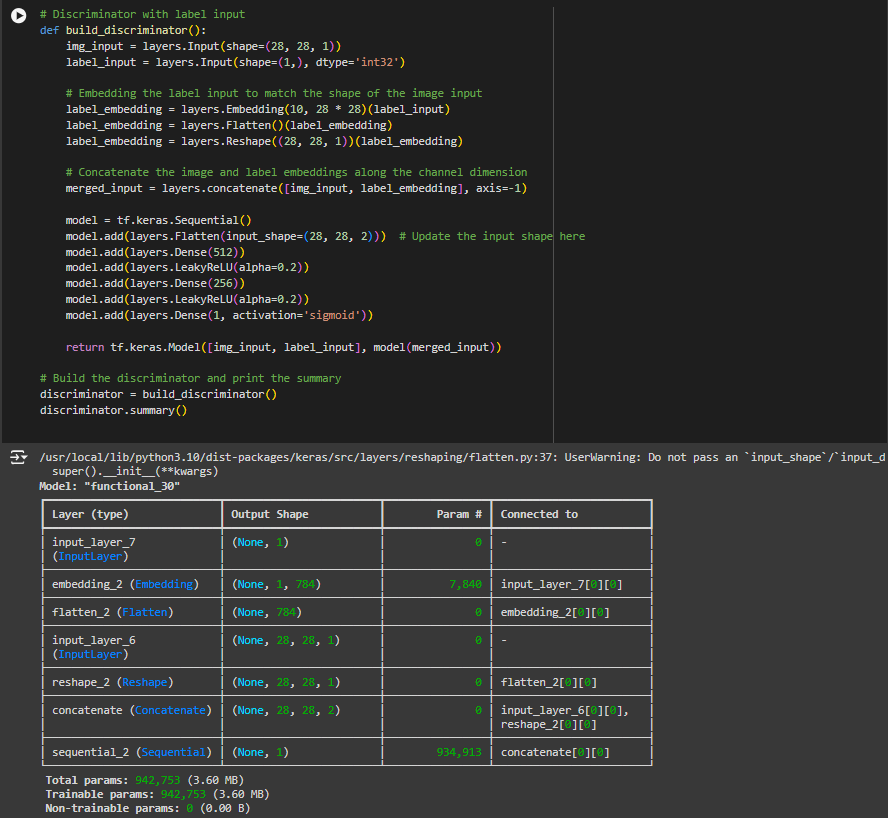 # Discriminator with label input
def build_discriminator():
    img_input = layers.Input(shape=(28, 28, 1))
    label_input = layers.Input(shape=(1,), dtype='int32')

    # Embedding the label input to match the shape of the image input
    label_embedding = layers.Embedding(10, 28 * 28)(label_input)
    label_embedding = layers.Flatten()(label_embedding)
    label_embedding = layers.Reshape((28, 28, 1))(label_embedding)

    # Concatenate the image and label embeddings along the channel dimension
    merged_input = layers.concatenate([img_input, label_embedding], axis=-1)

    model = tf.keras.Sequential()
    model.add(layers.Flatten(input_shape=(28, 28, 2)))  # Update the input shape here
    model.add(layers.Dense(512))
    model.add(layers.LeakyReLU(alpha=0.2))
    model.add(layers.Dense(256))
    model.add(layers.LeakyReLU(alpha=0.2))
    model.add(layers.Dense(1, activation='sigmoid'))

    return tf.keras.Model([img_input, label_input], model(merged_input))

# Build the discriminator and print the summary
discriminator = build_discriminator()
discriminator.summary()
/usr/local/lib/python3.10/dist-packages/keras/src/layers/reshaping/flatten.py:37: UserWarning: Do not pass an `input_shape`/`input_d
  super().__init__(**kwargs)
Model: "functional_30"
Layer (type) Output Shape Param # Connected to
input_layer_7 (None, 1) 0 -
(InputLayer)
embedding_2 (Embedding) (None, 1, 784) 7,840 input_layer_7[0][0]
flatten_2 (Flatten) (None, 784) 0 embedding_2[0][0]
input_layer_6 (None, 28, 28, 1) 0 -
(InputLayer)
reshape_2 (Reshape) (None, 28, 28, 1) 0 flatten_2[0][0]
concatenate (Concatenate) (None, 28, 28, 2) 0 input_layer_6[0][0],
reshape_2[0][0]
sequential_2 (Sequential) (None, 1) 934,913 concatenate[0][0]
Total params: 942,753 (3.60 MB)
Trainable params: 942,753 (3.60 MB)
Non-trainable params: 0 (0.00 B)